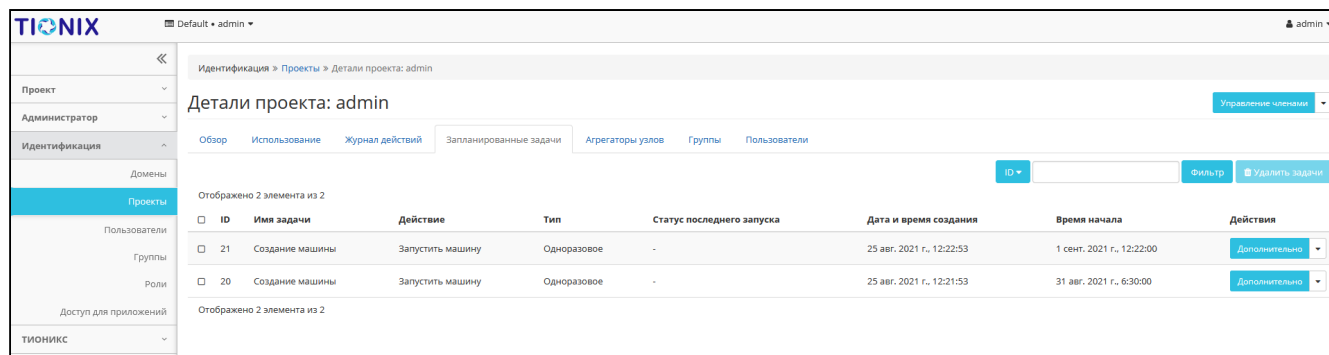 TIONIX
Default • admin
admin
Идентификация » Проекты » Детали проекта: admin
Проект
Администратор
Идентификация
Домены
Проекты
Пользователи
Группы
Роли
Доступ для приложений
ТИОНИКС
Детали проекта: admin
Управление членами
Обзор Использование Журнал действий Запланированные задачи Агрегаторы узлов Группы Пользователи
ID Фильтр Удалить задачи
Отображено 2 элемента из 2
ID Имя задачи Действие Тип Статус последнего запуска Дата и время создания Время начала Действия
21 Создание машины Запустить машину Одноразовое - 25 авг. 2021 г., 12:22:53 1 сент. 2021 г., 12:22:00 Дополнительно
20 Создание машины Запустить машину Одноразовое - 25 авг. 2021 г., 12:21:53 31 авг. 2021 г., 6:30:00 Дополнительно
Отображено 2 элемента из 2